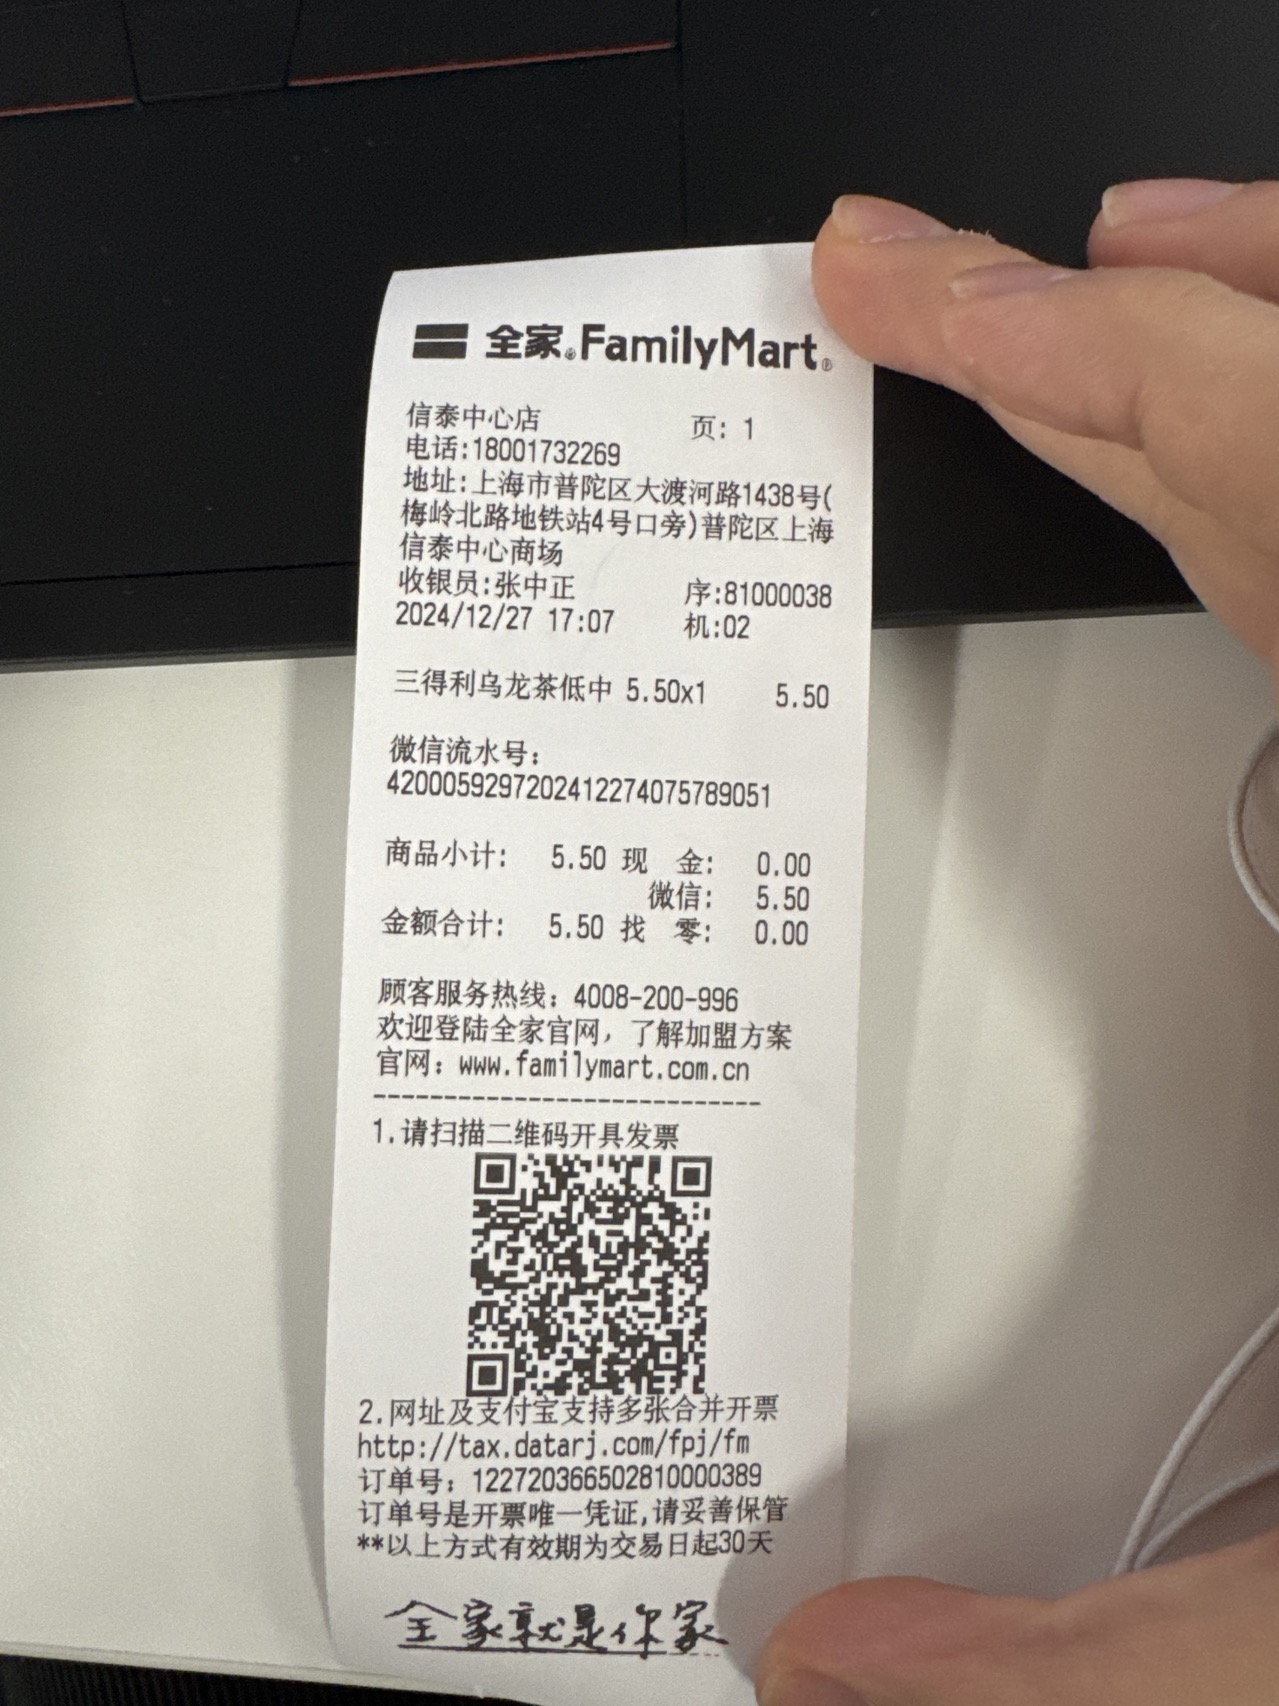 全家®FamilyMart®
信泰中心店 页: 1
电话:18001732269
地址:上海市普陀区大渡河路1438号(
梅岭北路地铁站4号口旁)普陀区上海
信泰中心商场
收银员:张中正 序:81000038
2024/12/27 17:07 机:02
三得利乌龙茶低中 5.50x1 5.50
微信流水号:
4200059297202412274075789051
商品小计: 5.50 现 金: 0.00
微信: 5.50
金额合计: 5.50 找 零: 0.00
顾客服务热线: 4008-200-996
欢迎登陆全家官网, 了解加盟方案
官网: www.familymart.com.cn
---------------------------
1.请扫描二维码开具发票
2.网址及支付宝支持多张合并开票
http://tax.datarj.com/fpj/fm
订单号: 122720366502810000389
订单号是开票唯一凭证,请妥善保管
**以上方式有效期为交易日起30天
全家就是你家